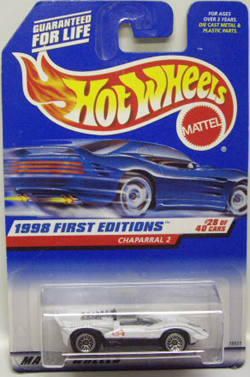 GUARANTEED
FOR LIFE
FOR AGES
OVER 3 YEARS.
DIE CAST METAL &
PLASTIC PARTS.
Hot Wheels
MATTEL
1998 FIRST EDITIONS™
CHAPARRAL 2
#28 OF
40 CARS